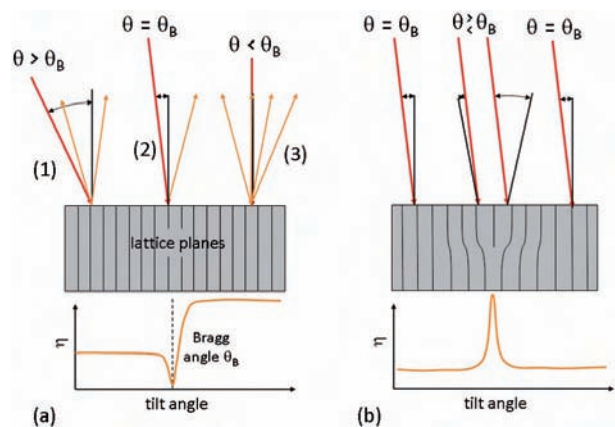 θ > θB
θ = θB
θ < θB
(1)
(2)
(3)
lattice planes
η
Bragg
angle θB
tilt angle
(a)
θ = θB
θ ≷ θB
θ = θB
η
tilt angle
(b)